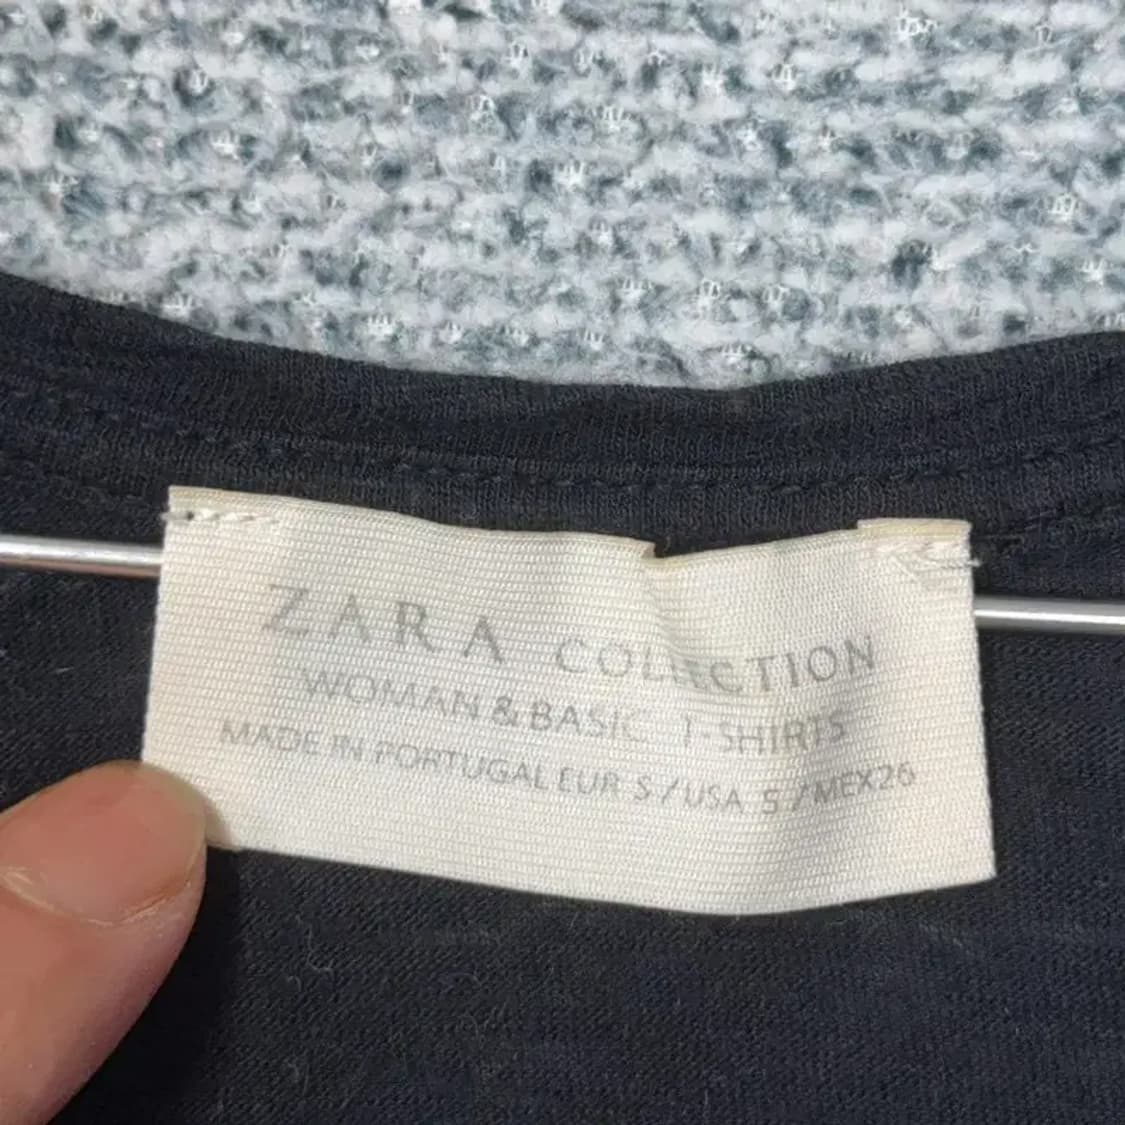 ZARA COLLECTION
WOMAN & BASIC T-SHIRTS
MADE IN PORTUGAL EUR S / USA S / MEX26